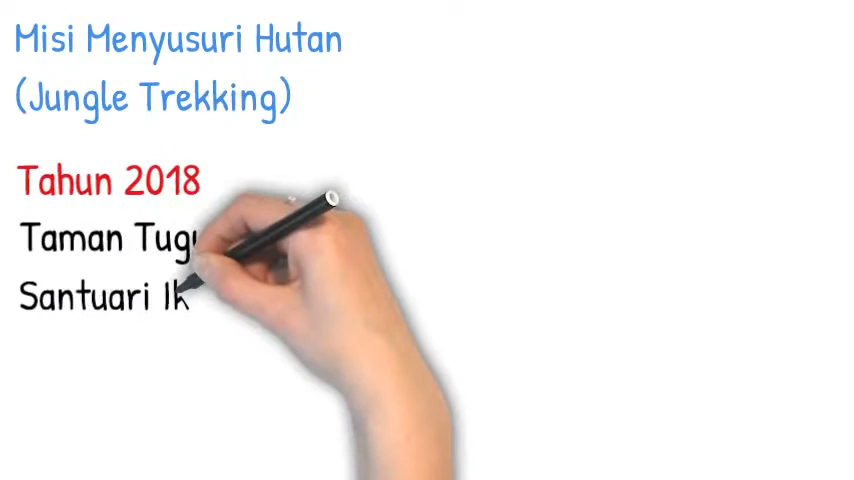 Misi Menyusuri Hutan
(Jungle Trekking)
Tahun 2018
Taman
Santuari